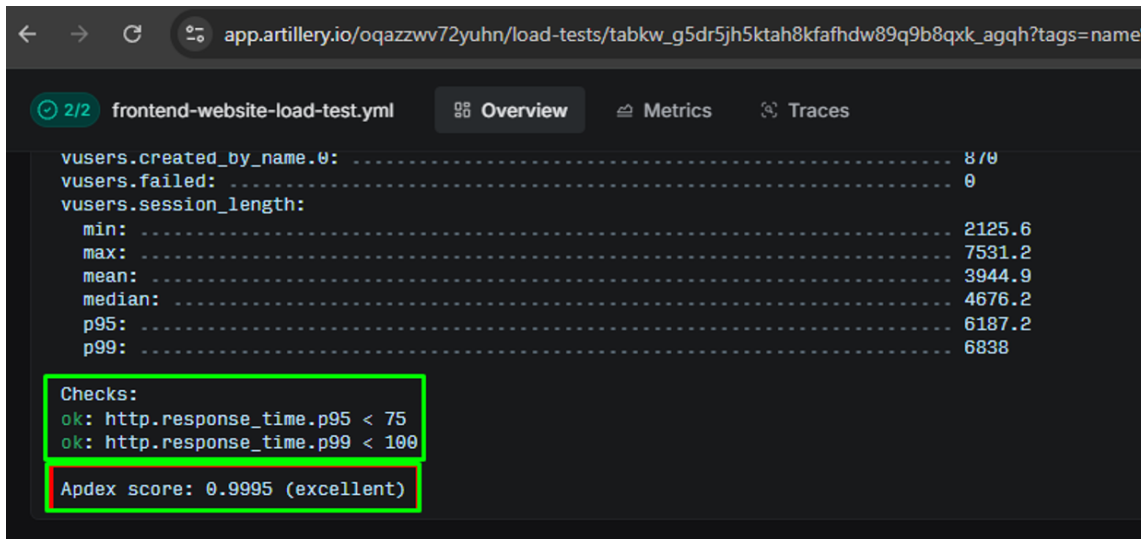 app.artillery.io/oqazzwv72yuhn/load-tests/tabkw_g5dr5jh5ktah8kfafhdw89q9b8qxk_agqh?tags=name
2/2 frontend-website-load-test.yml Overview Metrics Traces
vusers.created_by_name.0: ...................................................... 870
vusers.failed: ................................................................. 0
vusers.session_length:
min: ......................................................................... 2125.6
max: ......................................................................... 7531.2
mean: ........................................................................ 3944.9
median: ...................................................................... 4676.2
p95: ......................................................................... 6187.2
p99: ......................................................................... 6838
Checks:
ok: http.response_time.p95 < 75
ok: http.response_time.p99 < 100
Apdex score: 0.9995 (excellent)